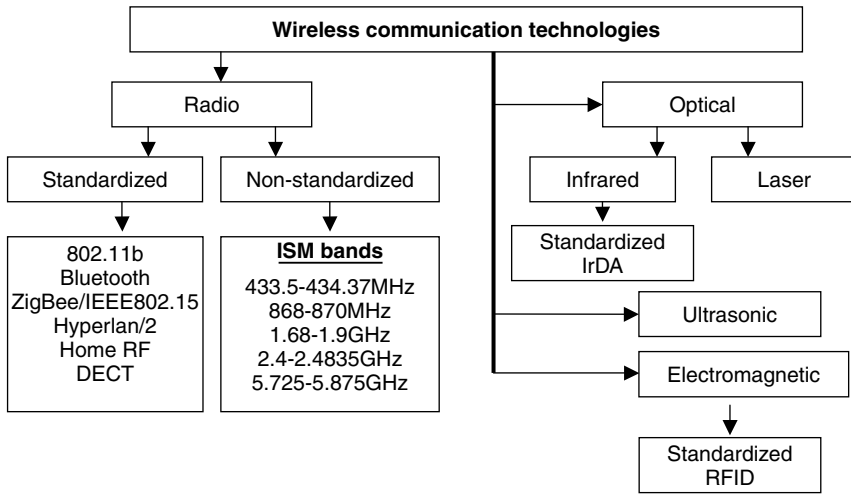 Wireless communication technologies
Radio
Optical
Standardized
Non-standardized
Infrared
Laser
802.11b
Bluetooth
ZigBee/IEEE802.15
Hyperlan/2
Home RF
DECT
ISM bands
433.5-434.37MHz
868-870MHz
1.68-1.9GHz
2.4-2.4835GHz
5.725-5.875GHz
Standardized
IrDA
Ultrasonic
Electromagnetic
Standardized
RFID